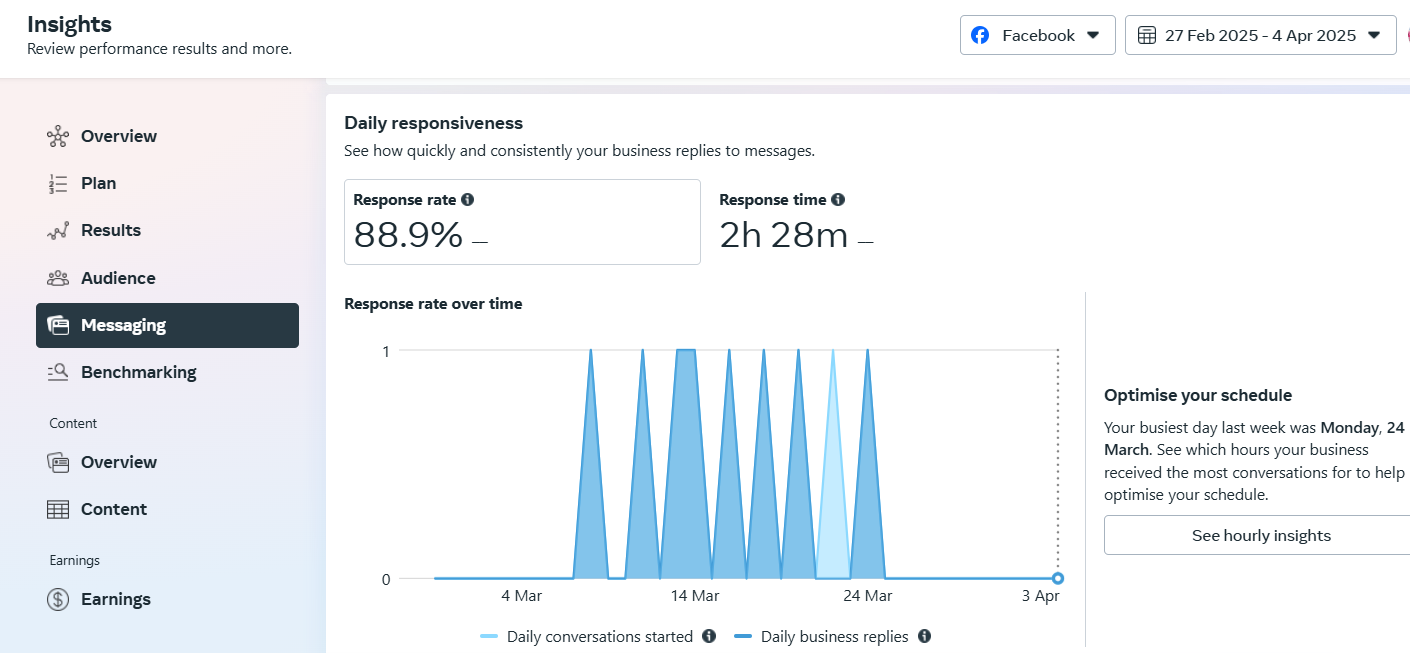 Insights
Review performance results and more.
Facebook
27 Feb 2025 - 4 Apr 2025
Overview
Plan
Results
Audience
Messaging
Benchmarking
Content
Overview
Content
Earnings
Earnings
Daily responsiveness
See how quickly and consistently your business replies to messages.
Response rate
88.9% —
Response time
2h 28m —
Response rate over time
1
0
4 Mar
14 Mar
24 Mar
3 Apr
Daily conversations started
Daily business replies
Optimise your schedule
Your busiest day last week was Monday, 24
March. See which hours your business
received the most conversations for to help
optimise your schedule.
See hourly insights